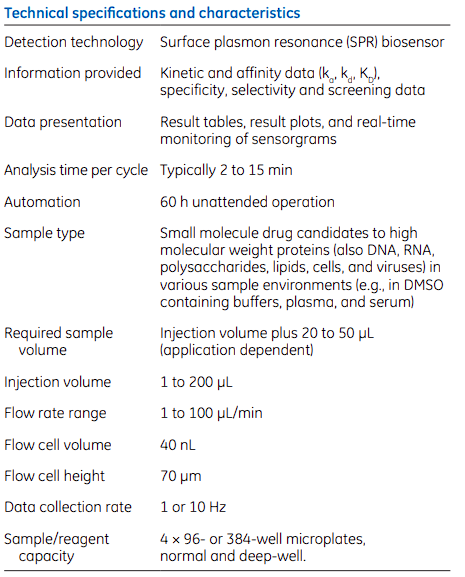 Technical specifications and characteristics
Detection technology Surface plasmon resonance (SPR) biosensor
Information provided Kinetic and affinity data (ka, kd, KD),
specificity, selectivity and screening data
Data presentation Result tables, result plots, and real-time
monitoring of sensorgrams
Analysis time per cycle Typically 2 to 15 min
Automation 60 h unattended operation
Sample type Small molecule drug candidates to high
molecular weight proteins (also DNA, RNA,
polysaccharides, lipids, cells, and viruses) in
various sample environments (e.g., in DMSO
containing buffers, plasma, and serum)
Required sample Injection volume plus 20 to 50 µL
volume (application dependent)
Injection volume 1 to 200 µL
Flow rate range 1 to 100 µL/min
Flow cell volume 40 nL
Flow cell height 70 µm
Data collection rate 1 or 10 Hz
Sample/reagent 4 × 96- or 384-well microplates,
capacity normal and deep-well.